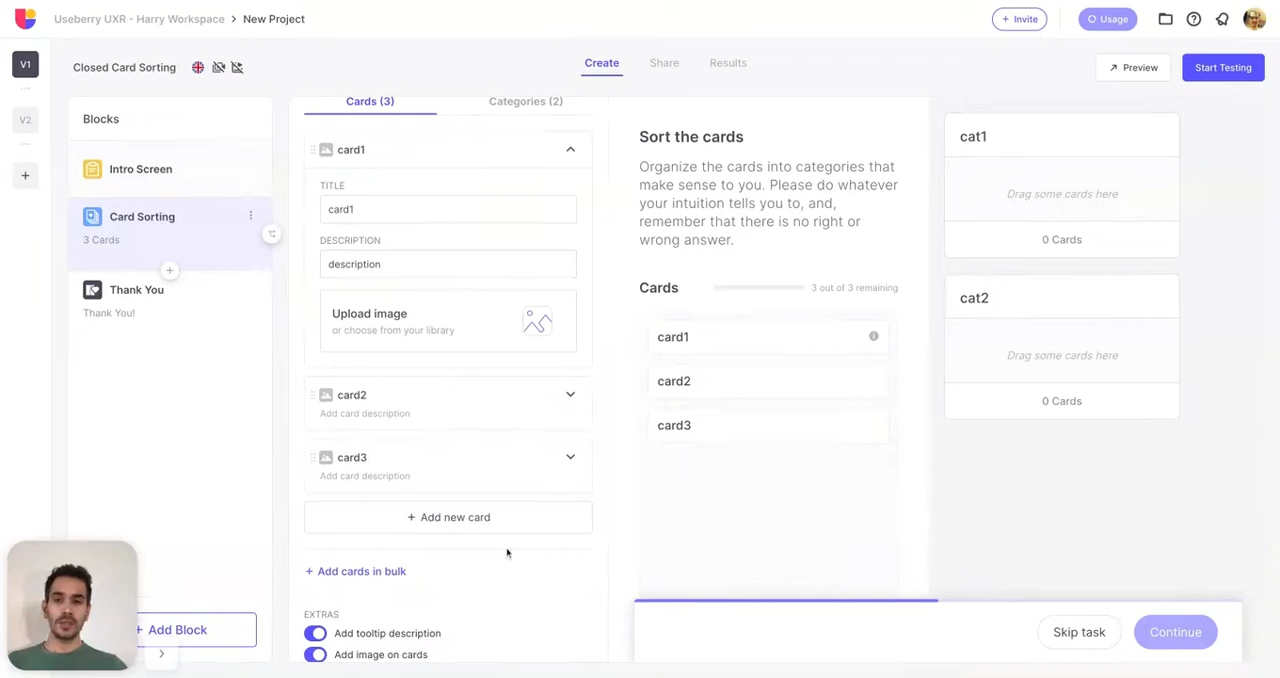 Useberry UXR - Harry Workspace > New Project
+ Invite
Usage
V1
Closed Card Sorting
Create
Share
Results
Preview
Start Testing
V2
+
Blocks
Intro Screen
Card Sorting
3 Cards
+
Thank You
Thank You!
+ Add Block
Cards (3)
Categories (2)
card1
TITLE
card1
DESCRIPTION
description
Upload image
or choose from your library
card2
Add card description
card3
Add card description
+ Add new card
+ Add cards in bulk
EXTRAS
Add tooltip description
Add image on cards
Sort the cards
Organize the cards into categories that
make sense to you. Please do whatever
your intuition tells you to, and,
remember that there is no right or
wrong answer.
Cards
3 out of 3 remaining
card1
card2
card3
cat1
Drag some cards here
0 Cards
cat2
Drag some cards here
0 Cards
Skip task
Continue